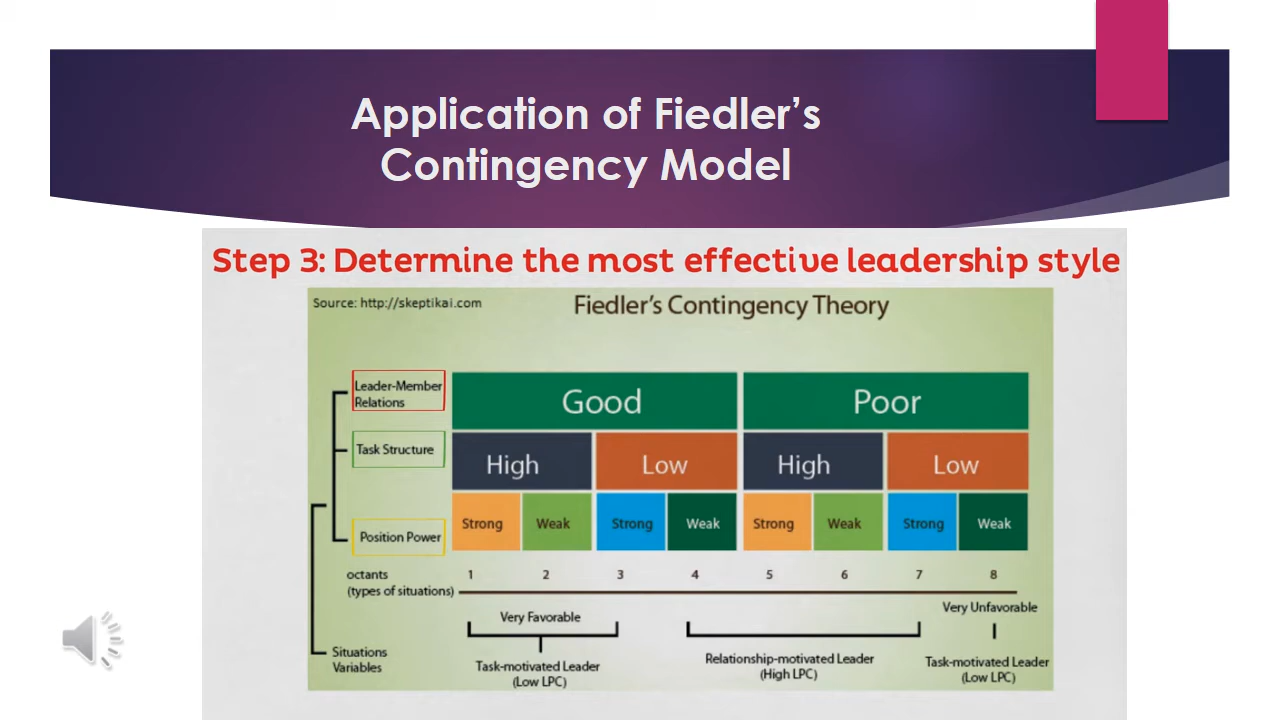 Application of Fiedler’s
Contingency Model
Step 3: Determine the most effective leadership style
Source: http://skeptikai.com
Fiedler’s Contingency Theory
Leader-Member
Relations
Good Poor
Task Structure
High Low High Low
Position Power
Strong Weak Strong Weak Strong Weak Strong Weak
octants
(types of situations)
1 2 3 4 5 6 7 8
Very Favorable
Very Unfavorable
Situations
Variables
Task-motivated Leader
(Low LPC)
Relationship-motivated Leader
(High LPC)
Task-motivated Leader
(Low LPC)